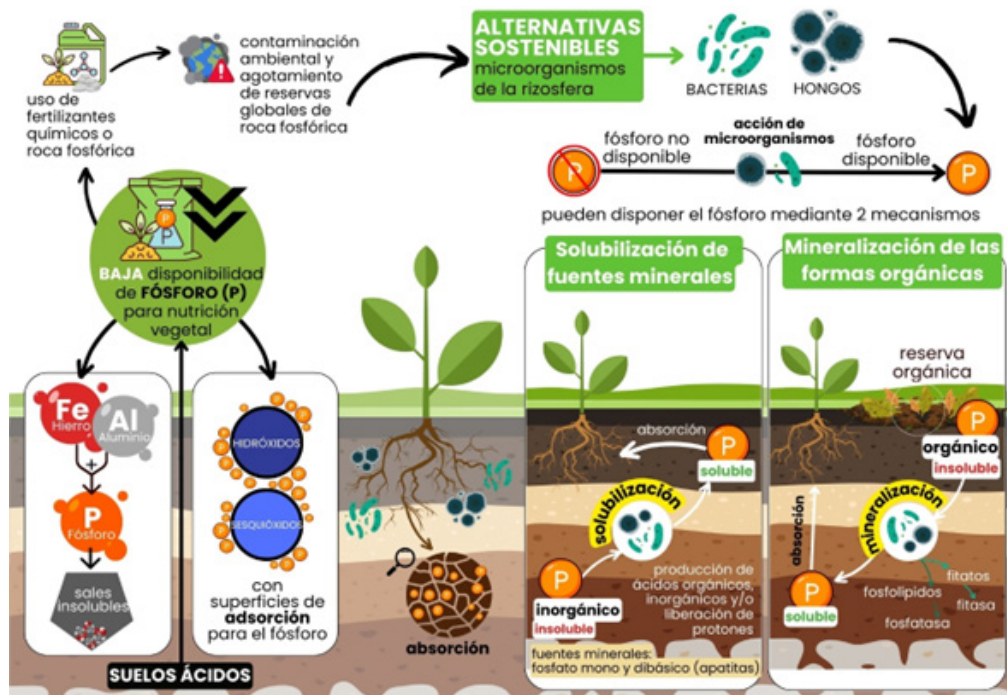 uso de
fertilizantes
químicos o
roca fosfórica
contaminación
ambiental y
agotamiento
de reservas
globales de
roca fosfórica
ALTERNATIVAS
SOSTENIBLES
microorganismos
de la rizosfera
BACTERIAS
HONGOS
P
fósforo no
disponible
acción de
microorganismos
fósforo
disponible
P
pueden disponer el fósforo mediante 2 mecanismos
P
P
BAJA disponibilidad
de FÓSFORO (P)
para nutrición
vegetal
Fe
Hierro
Al
Aluminio
+
P
Fósforo
sales
insolubles
HIDRÓXIDOS
SESQUIÓXIDOS
con
superficies de
adsorción
para el fósforo
SUELOS ÁCIDOS
absorción
Solubilización de
fuentes minerales
absorción
P
soluble
solubilización
P
inorgánico
insoluble
producción de
ácidos orgánicos,
inorgánicos y/o
liberación de
protones
fuentes minerales:
fosfato mono y dibásico (apatitas)
Mineralización de las
formas orgánicas
reserva
orgánica
P
orgánico
insoluble
mineralización
absorción
P
soluble
fosfolípidos
fosfatasa
fitatos
fitasa